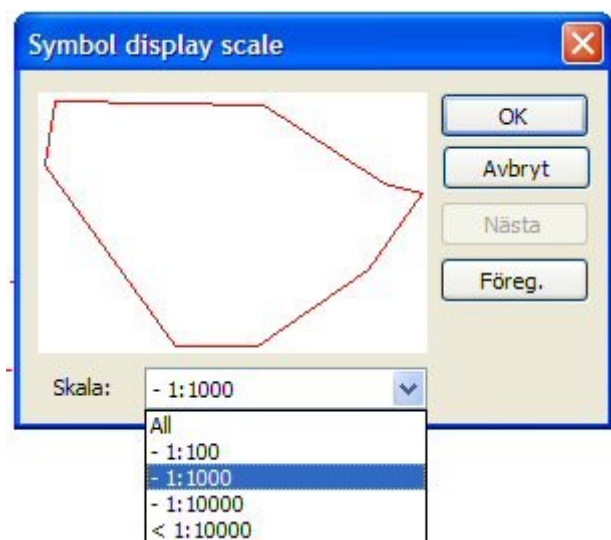 Symbol display scale
OK
Avbryt
Nästa
Föreg.
Skala:
- 1:1000
All
- 1:100
- 1:1000
- 1:10000
< 1:10000